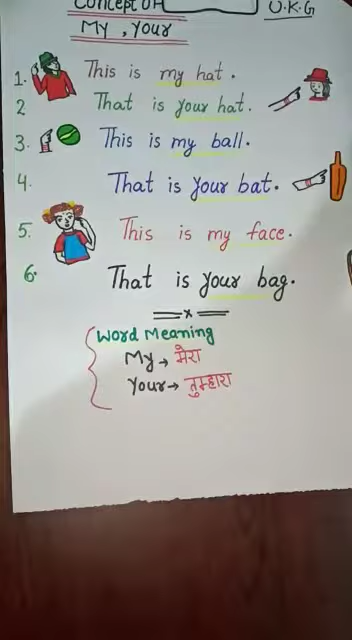 Concept Of
U.K.G
My , Your
1. This is my hat.
2 That is your hat.
3. This is my ball.
4. That is your bat.
5. This is my face.
6. That is your bag.
x
Word Meaning
My → मेरा
Your → तुम्हारा